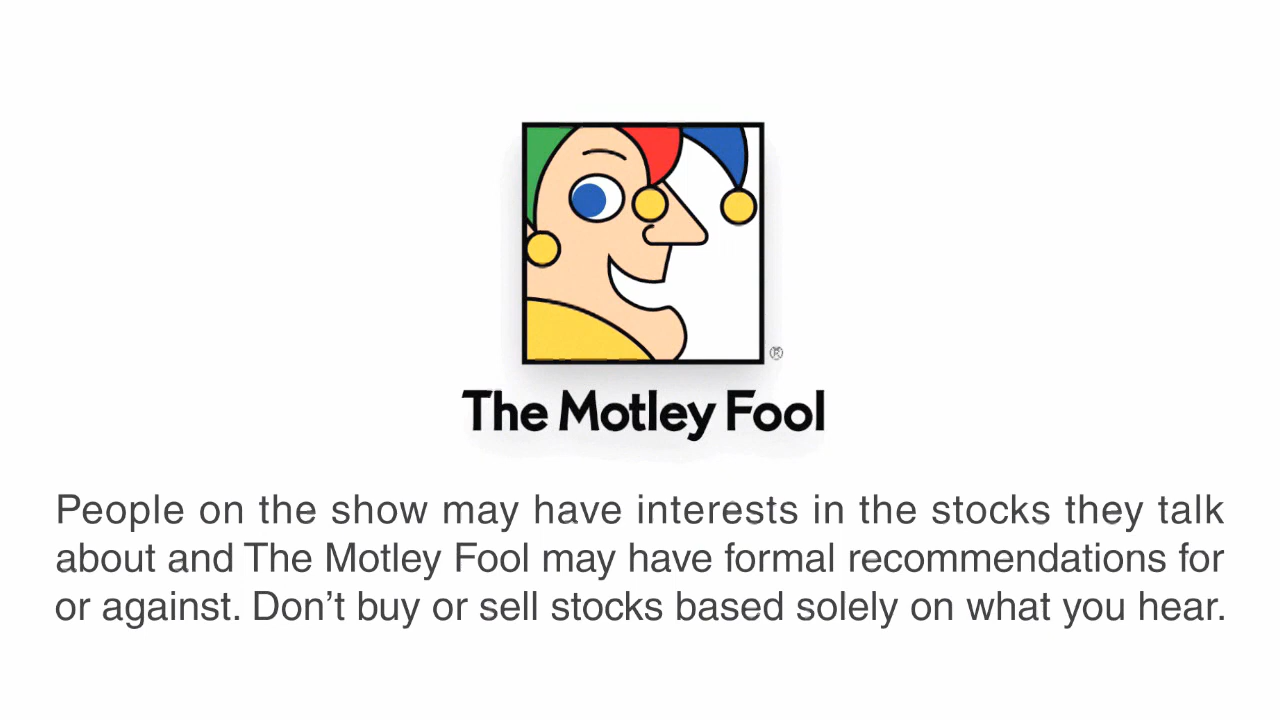 ®
The Motley Fool
People on the show may have interests in the stocks they talk
about and The Motley Fool may have formal recommendations for
or against. Don’t buy or sell stocks based solely on what you hear.